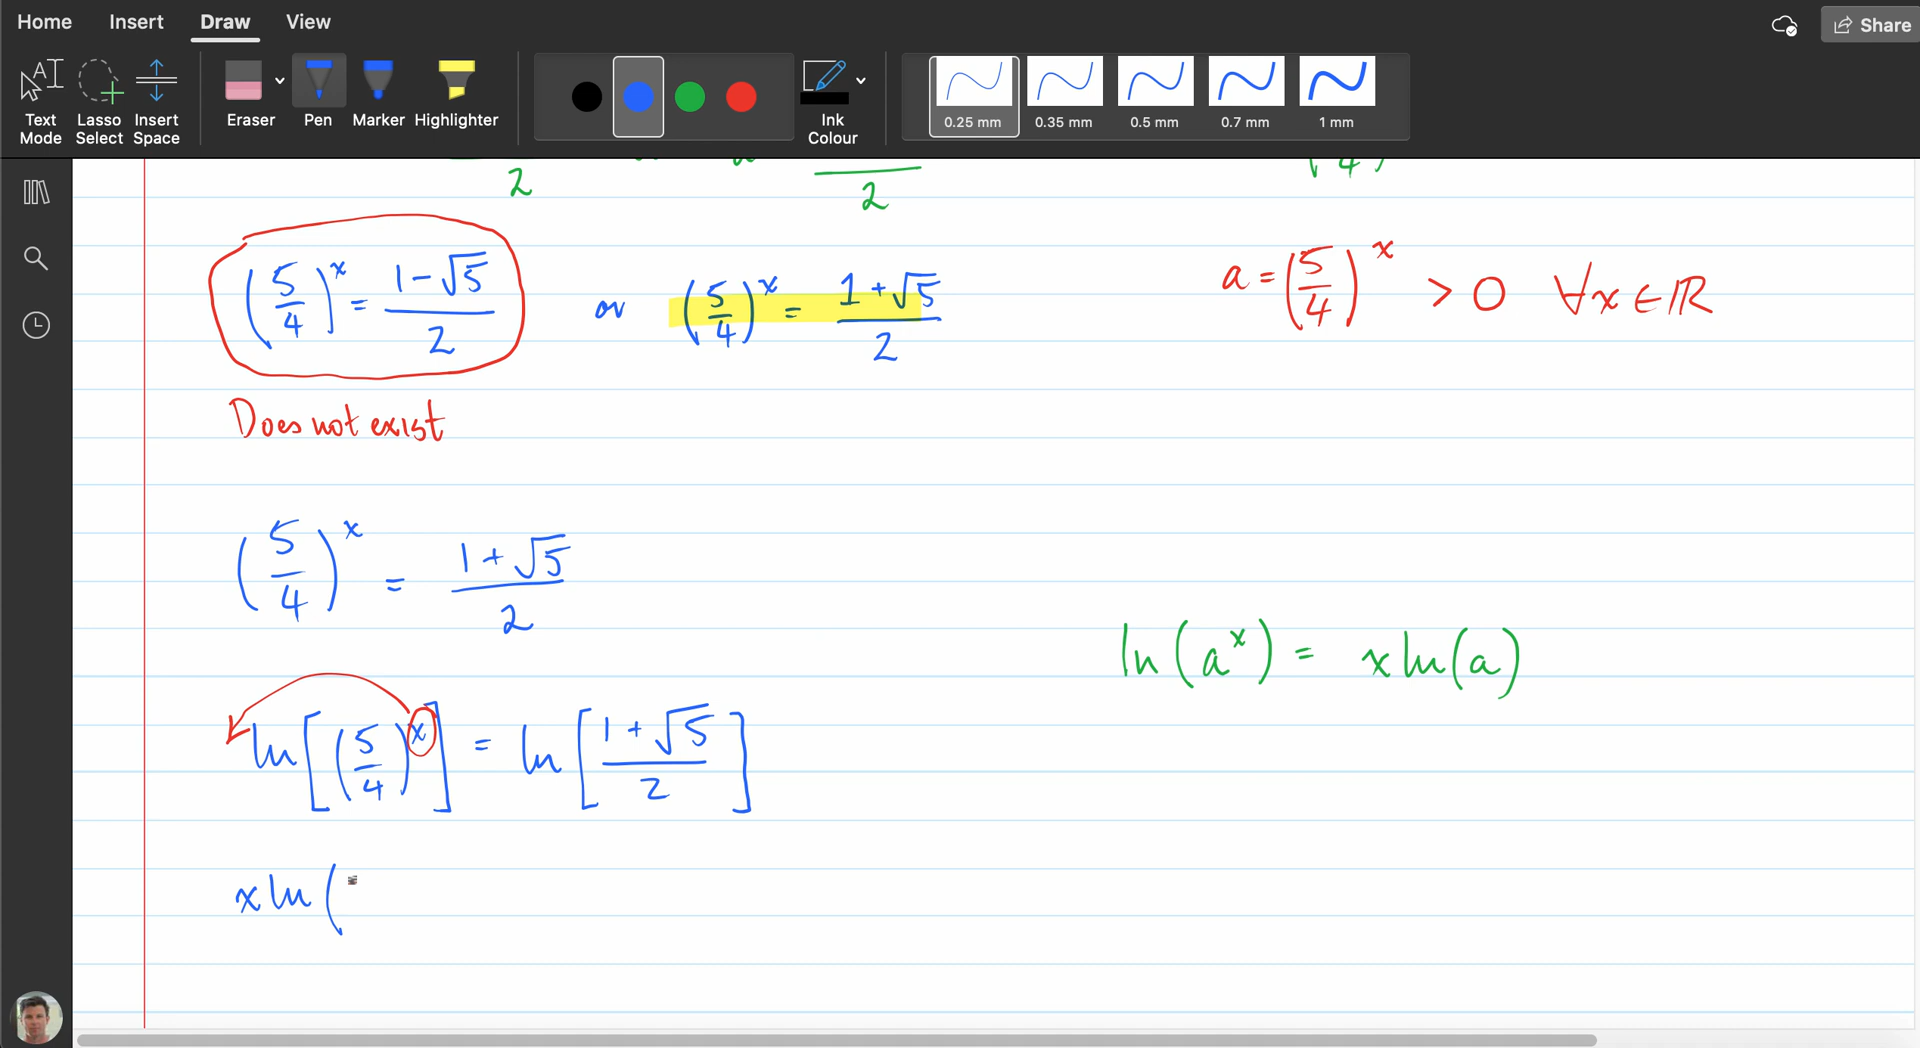 Home Insert Draw View
Share
Text Mode Lasso Select Insert Space Eraser Pen Marker Highlighter Ink Colour 0.25 mm 0.35 mm 0.5 mm 0.7 mm 1 mm
2 2 √4)
(5/4)^x = (1-√5)/2 or (5/4)^x = (1+√5)/2 a = (5/4)^x > 0 ∀x∈ℝ
Does not exist
(5/4)^x = (1+√5)/2
ln(a^x) = x ln(a)
ln[(5/4)^x] = ln[(1+√5)/2]
x ln(